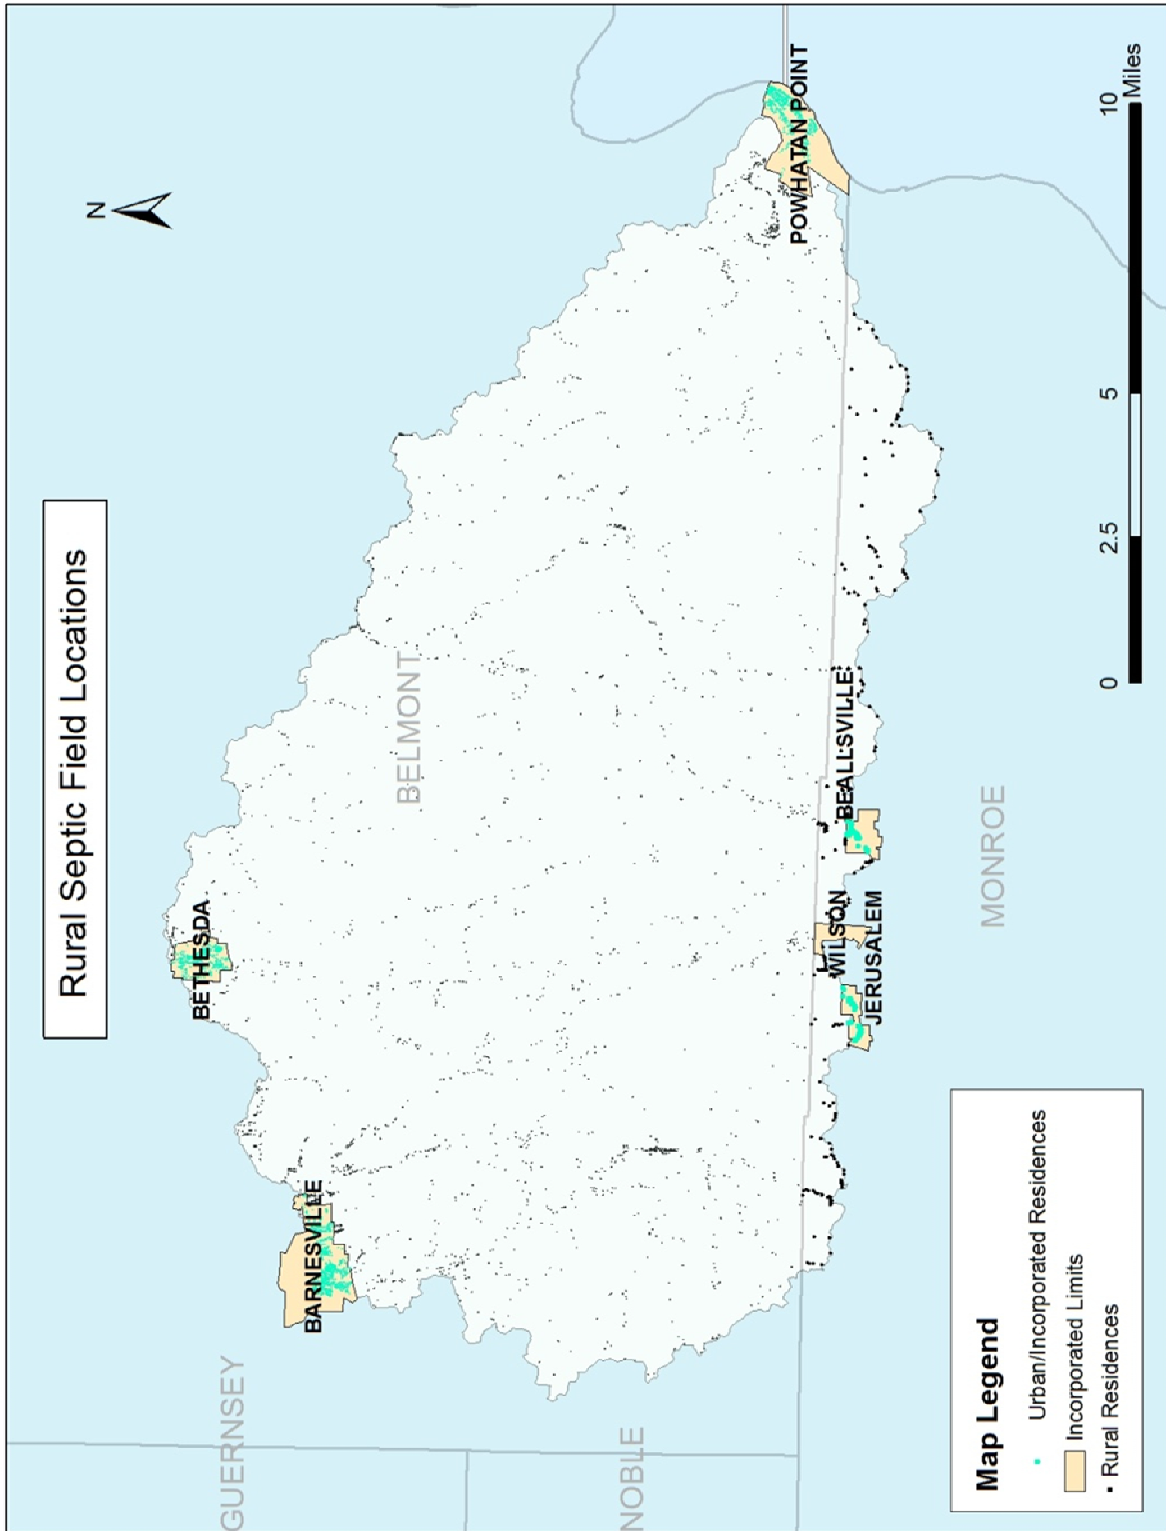 Rural Septic Field Locations
N
BETHESDA
BARNESVILLE
GUERNSEY
BELMONT
POWHATAN POINT
NOBLE
BEALLSVILLE
WILSON
JERUSALEM
MONROE
Map Legend
Urban/Incorporated Residences
Incorporated Limits
Rural Residences
0 2.5 5 10
Miles